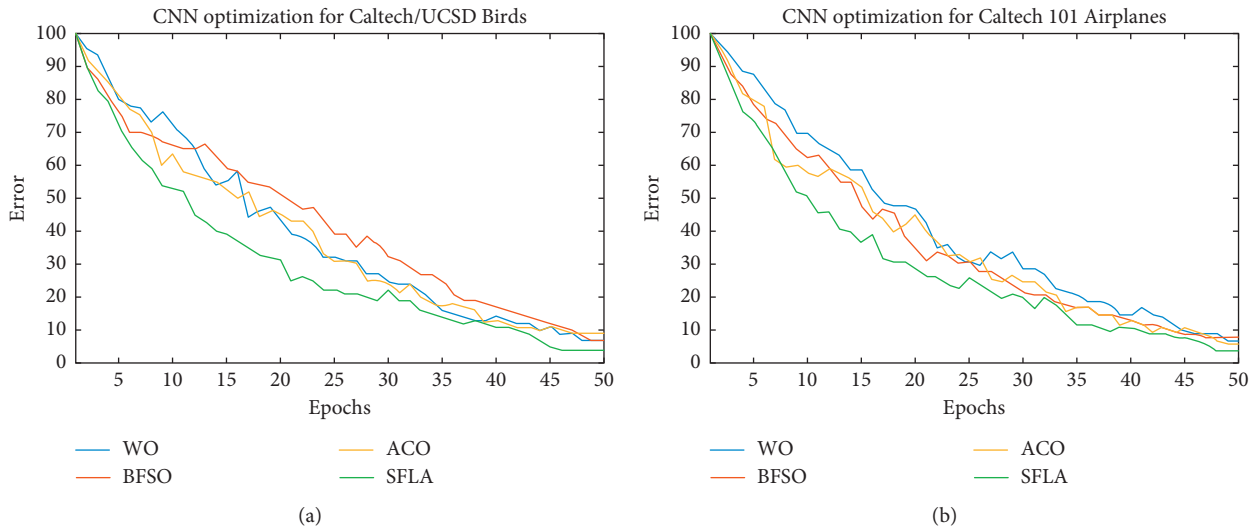 CNN optimization for Caltech/UCSD Birds
100
90
80
70
60
50
40
30
20
10
0
Error
5 10 15 20 25 30 35 40 45 50
Epochs
WO ACO
BFSO SFLA
(a)
CNN optimization for Caltech 101 Airplanes
100
90
80
70
60
50
40
30
20
10
0
Error
5 10 15 20 25 30 35 40 45 50
Epochs
WO ACO
BFSO SFLA
(b)